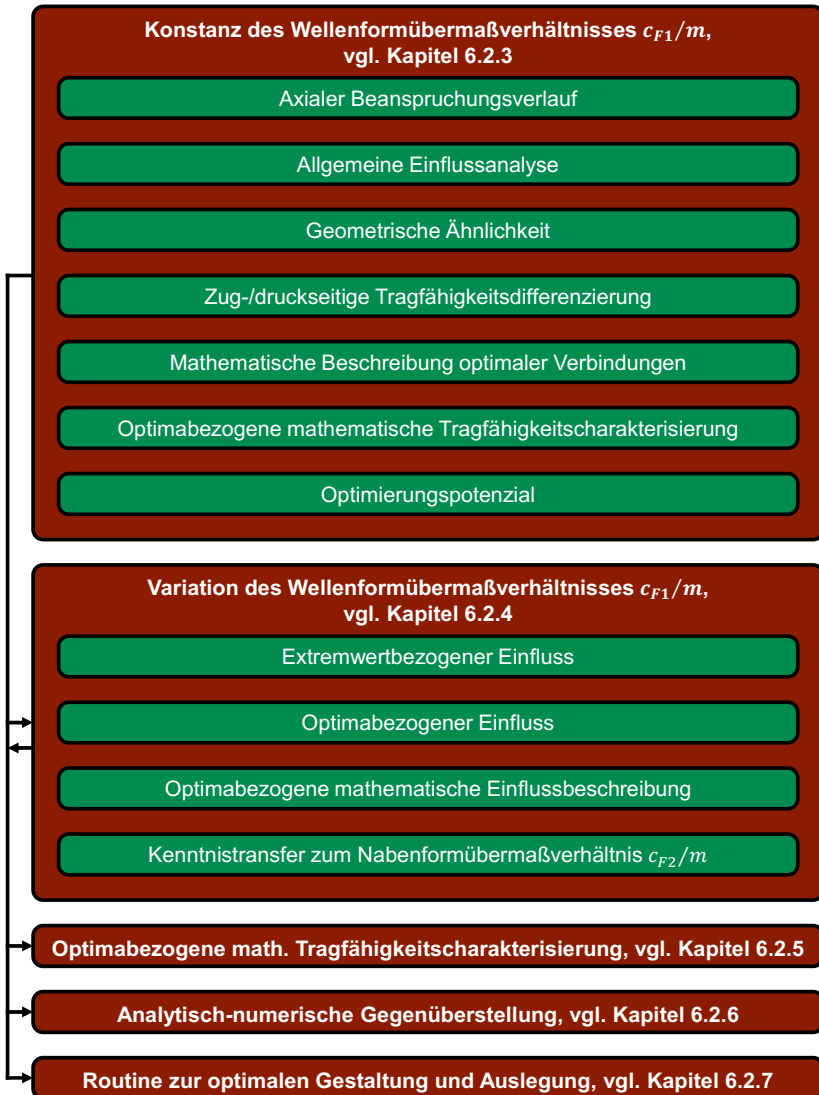 Konstanz des Wellenformübermaßverhältnisses c_F1/m,
vgl. Kapitel 6.2.3
Axialer Beanspruchungsverlauf
Allgemeine Einflussanalyse
Geometrische Ähnlichkeit
Zug-/druckseitige Tragfähigkeitsdifferenzierung
Mathematische Beschreibung optimaler Verbindungen
Optimabezogene mathematische Tragfähigkeitscharakterisierung
Optimierungspotenzial
Variation des Wellenformübermaßverhältnisses c_F1/m,
vgl. Kapitel 6.2.4
Extremwertbezogener Einfluss
Optimabezogener Einfluss
Optimabezogene mathematische Einflussbeschreibung
Kenntnistransfer zum Nabenformübermaßverhältnis c_F2/m
Optimabezogene math. Tragfähigkeitscharakterisierung, vgl. Kapitel 6.2.5
Analytisch-numerische Gegenüberstellung, vgl. Kapitel 6.2.6
Routine zur optimalen Gestaltung und Auslegung, vgl. Kapitel 6.2.7